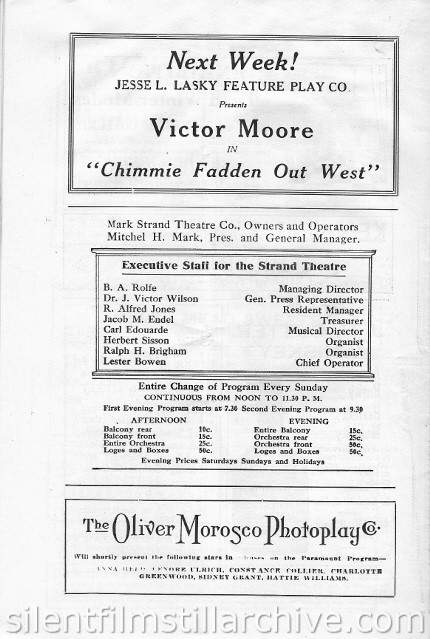 Next Week!
JESSE L. LASKY FEATURE PLAY CO.
Presents
Victor Moore
IN
"Chimmie Fadden Out West"
Mark Strand Theatre Co., Owners and Operators
Mitchel H. Mark, Pres. and General Manager.
Executive Staff for the Strand Theatre
B. A. Rolfe Managing Director
Dr. J. Victor Wilson Gen. Press Representative
R. Alfred Jones Resident Manager
Jacob M. Endel Treasurer
Carl Edouarde Musical Director
Herbert Sisson Organist
Ralph H. Brigham Organist
Lester Bowen Chief Operator
Entire Change of Program Every Sunday
CONTINUOUS FROM NOON TO 11.30 P. M.
First Evening Program starts at 7.30 Second Evening Program at 9.30
AFTERNOON EVENING
Balcony rear 10c. Entire Balcony 15c.
Balcony front 15c. Orchestra rear 25c.
Entire Orchestra 25c. Orchestra front 50c.
Loges and Boxes 50c. Loges and Boxes 50c.
Evening Prices Saturdays Sundays and Holidays
The Oliver Morosco Photoplay Co.
Will shortly present the following stars in on the Paramount Program—
LENORE ULRICH, CONSTANCE COLLIER, CHARLOTTE
GREENWOOD, SIDNEY GRANT, HATTIE WILLIAMS.
silentfilmstillarchive.com